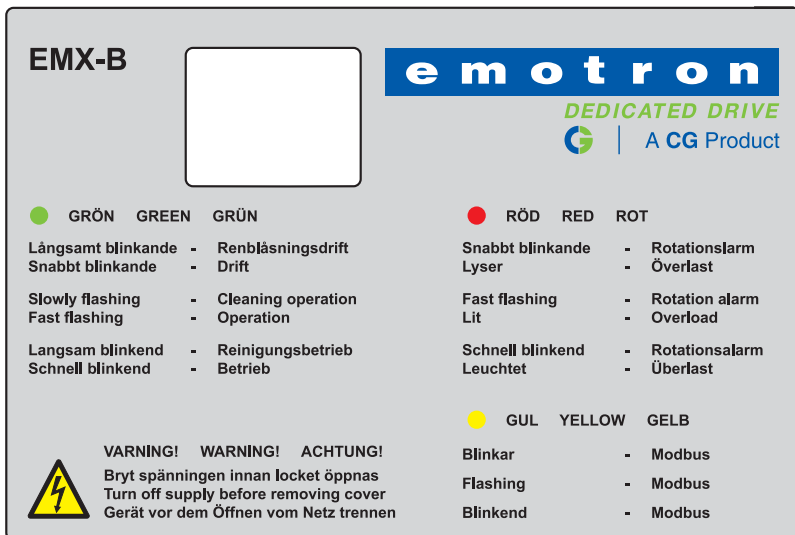 EMX-B
emotron
DEDICATED DRIVE
A CG Product
GRÖN GREEN GRÜN
Långsamt blinkande - Renblåsningsdrift
Snabbt blinkande - Drift
Slowly flashing - Cleaning operation
Fast flashing - Operation
Langsam blinkend - Reinigungsbetrieb
Schnell blinkend - Betrieb
RÖD RED ROT
Snabbt blinkande - Rotationslarm
Lyser - Överlast
Fast flashing - Rotation alarm
Lit - Overload
Schnell blinkend - Rotationsalarm
Leuchtet - Überlast
GUL YELLOW GELB
Blinkar - Modbus
Flashing - Modbus
Blinkend - Modbus
VARNING! WARNING! ACHTUNG!
Bryt spänningen innan locket öppnas
Turn off supply before removing cover
Gerät vor dem Öffnen vom Netz trennen